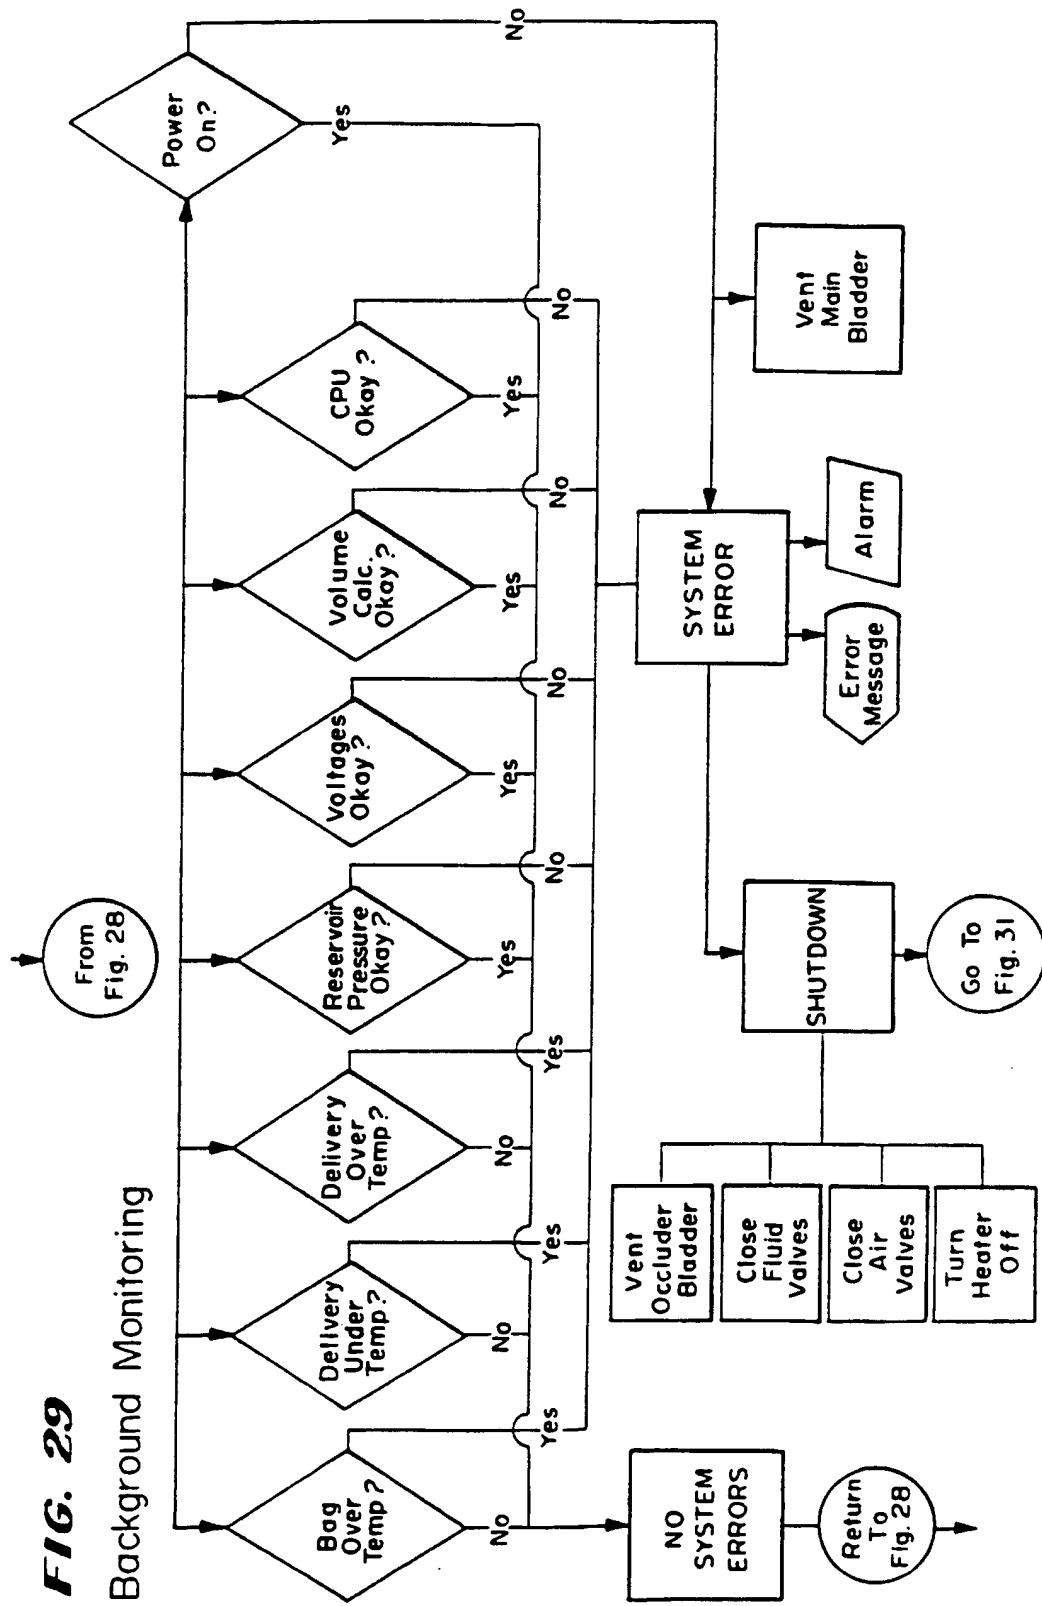 FIG. 29
Background Monitoring
From
Fig. 28
Bag
Over
Temp?
Delivery
Under
Temp?
Delivery
Over
Temp?
Reservoir
Pressure
Okay?
Voltages
Okay?
Volume
Calc.
Okay?
CPU
Okay?
Power
On?
No
Yes
No
Yes
No
Yes
Yes
No
Yes
No
Yes
No
Yes
No
Yes
No
NO
SYSTEM
ERRORS
Return
To
Fig. 28
Vent
Occluder
Bladder
Close
Fluid
Valves
Close
Air
Valves
Turn
Heater
Off
SHUTDOWN
Go To
Fig. 31
SYSTEM
ERROR
Error
Message
Alarm
Vent
Main
Bladder